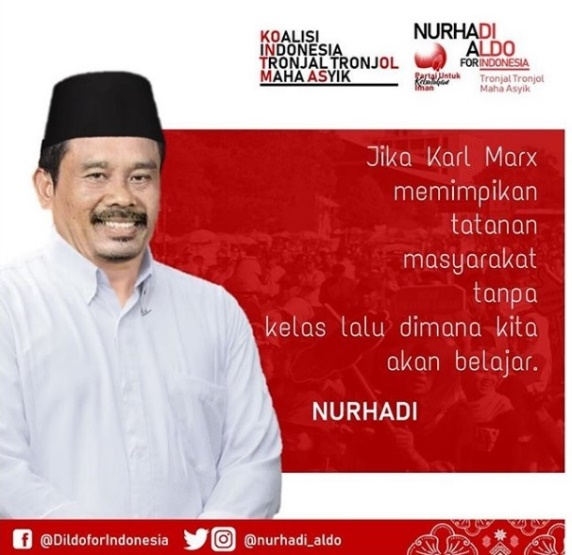 KOALISI
INDONESIA
TRONJAL TRONJOL
MAHA ASYIK
NURHADI
ALDO
FOR INDONESIA
Partai Untuk
Kebutuhan
Iman
Tronjal Tronjol
Maha Asyik
Jika Karl Marx
memimpikan
tatanan
masyarakat
tanpa
kelas lalu dimana kita
akan belajar.
NURHADI
@DildoforIndonesia
@nurhadi_aldo